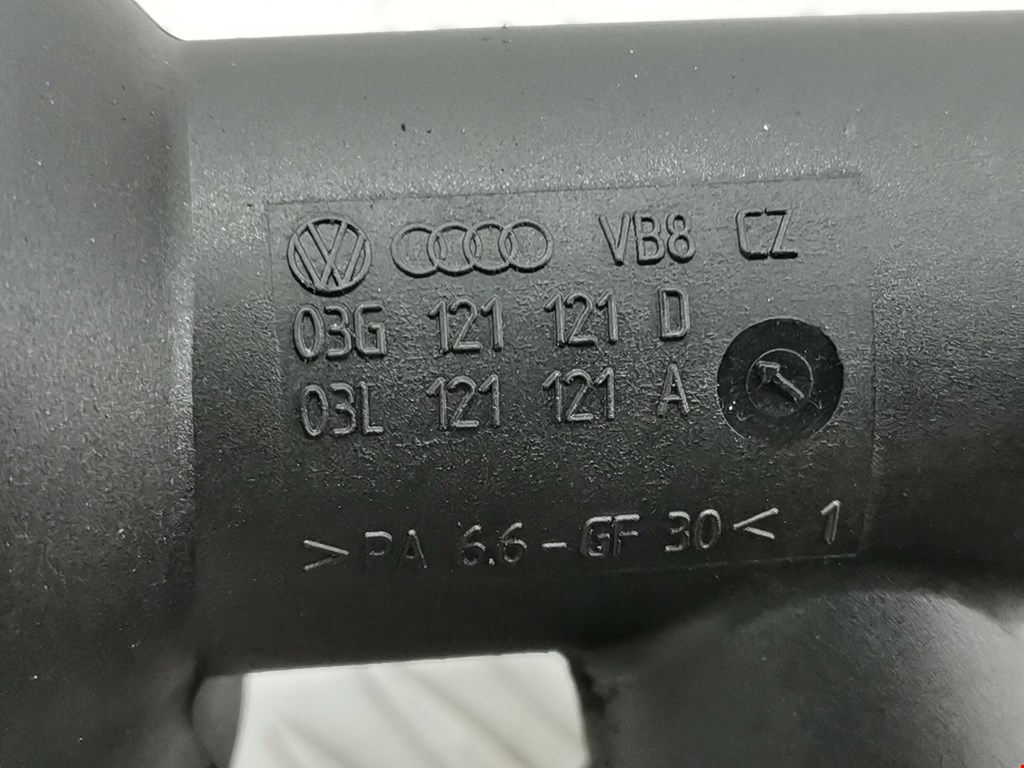 VB8 CZ
03G 121 121 D
03L 121 121 A
>PA 6.6-GF 30< 1